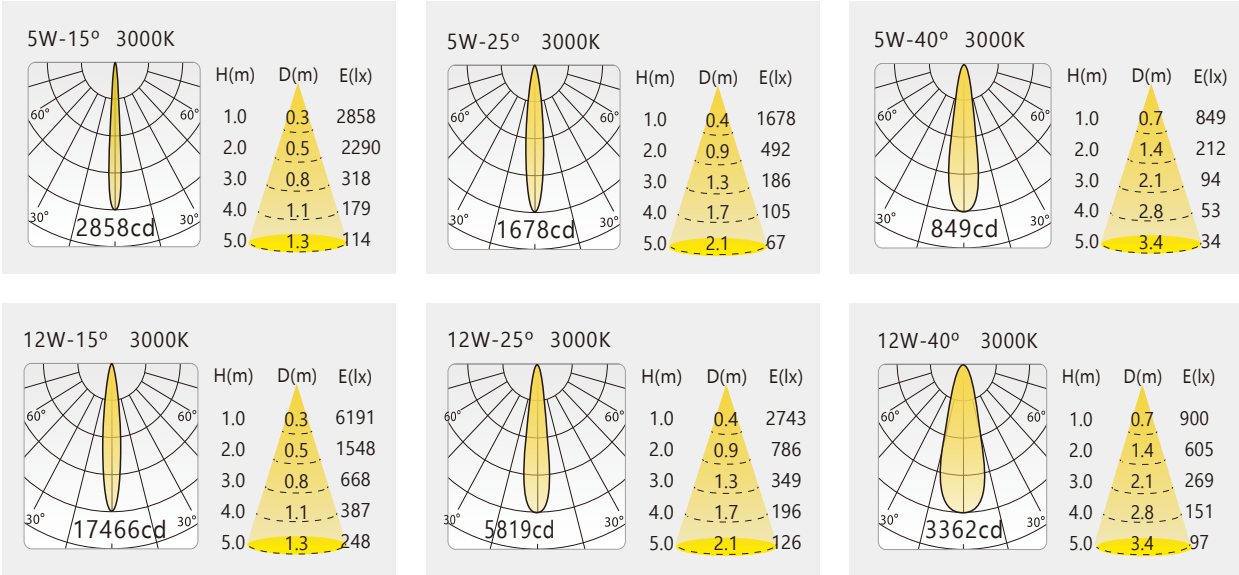 5W-15º 3000K
H(m) D(m) E(lx)
1.0 0.3 2858
2.0 0.5 2290
3.0 0.8 318
4.0 1.1 179
5.0 1.3 114
60° 60°
30° 30°
2858cd
5W-25º 3000K
H(m) D(m) E(lx)
1.0 0.4 1678
2.0 0.9 492
3.0 1.3 186
4.0 1.7 105
5.0 2.1 67
60° 60°
30° 30°
1678cd
5W-40º 3000K
H(m) D(m) E(lx)
1.0 0.7 849
2.0 1.4 212
3.0 2.1 94
4.0 2.8 53
5.0 3.4 34
60° 60°
30° 30°
849cd
12W-15º 3000K
H(m) D(m) E(lx)
1.0 0.3 6191
2.0 0.5 1548
3.0 0.8 668
4.0 1.1 387
5.0 1.3 248
60° 60°
30° 30°
17466cd
12W-25º 3000K
H(m) D(m) E(lx)
1.0 0.4 2743
2.0 0.9 786
3.0 1.3 349
4.0 1.7 196
5.0 2.1 126
60 60°
30° 30°
5819cd
12W-40º 3000K
H(m) D(m) E(lx)
1.0 0.7 900
2.0 1.4 605
3.0 2.1 269
4.0 2.8 151
5.0 3.4 97
60° 60°
30° 30°
3362cd